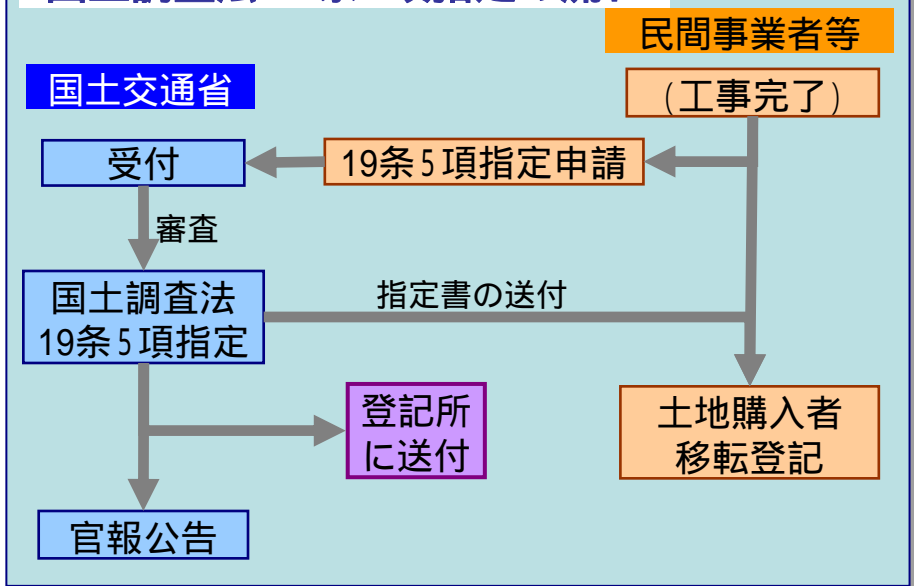 民間事業者等
国土交通省
(工事完了)
受付
19条5項指定申請
審査
国土調査法
19条5項指定
指定書の送付
登記所
に送付
土地購入者
移転登記
官報公告